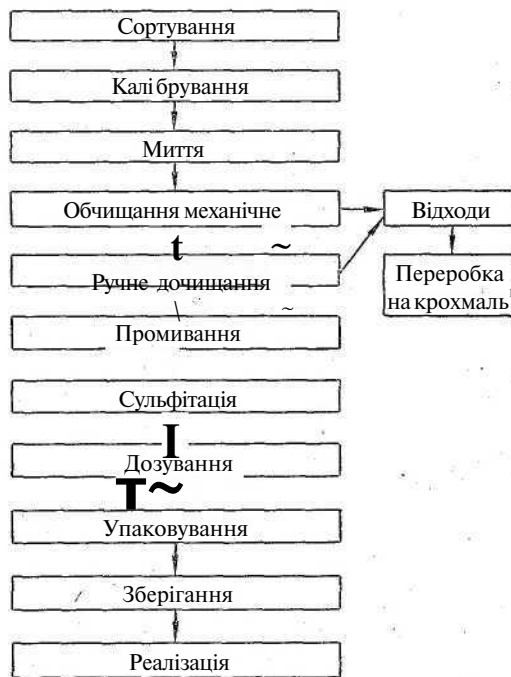 Сортування
Калібрування
Миття
Обчищання механічне
Відходи
t ~
Ручне дочищання
Переробка
на крохмаль
~
Промивання
Сульфітація
I
Дозування
T~
Упаковування
Зберігання
Реалізація